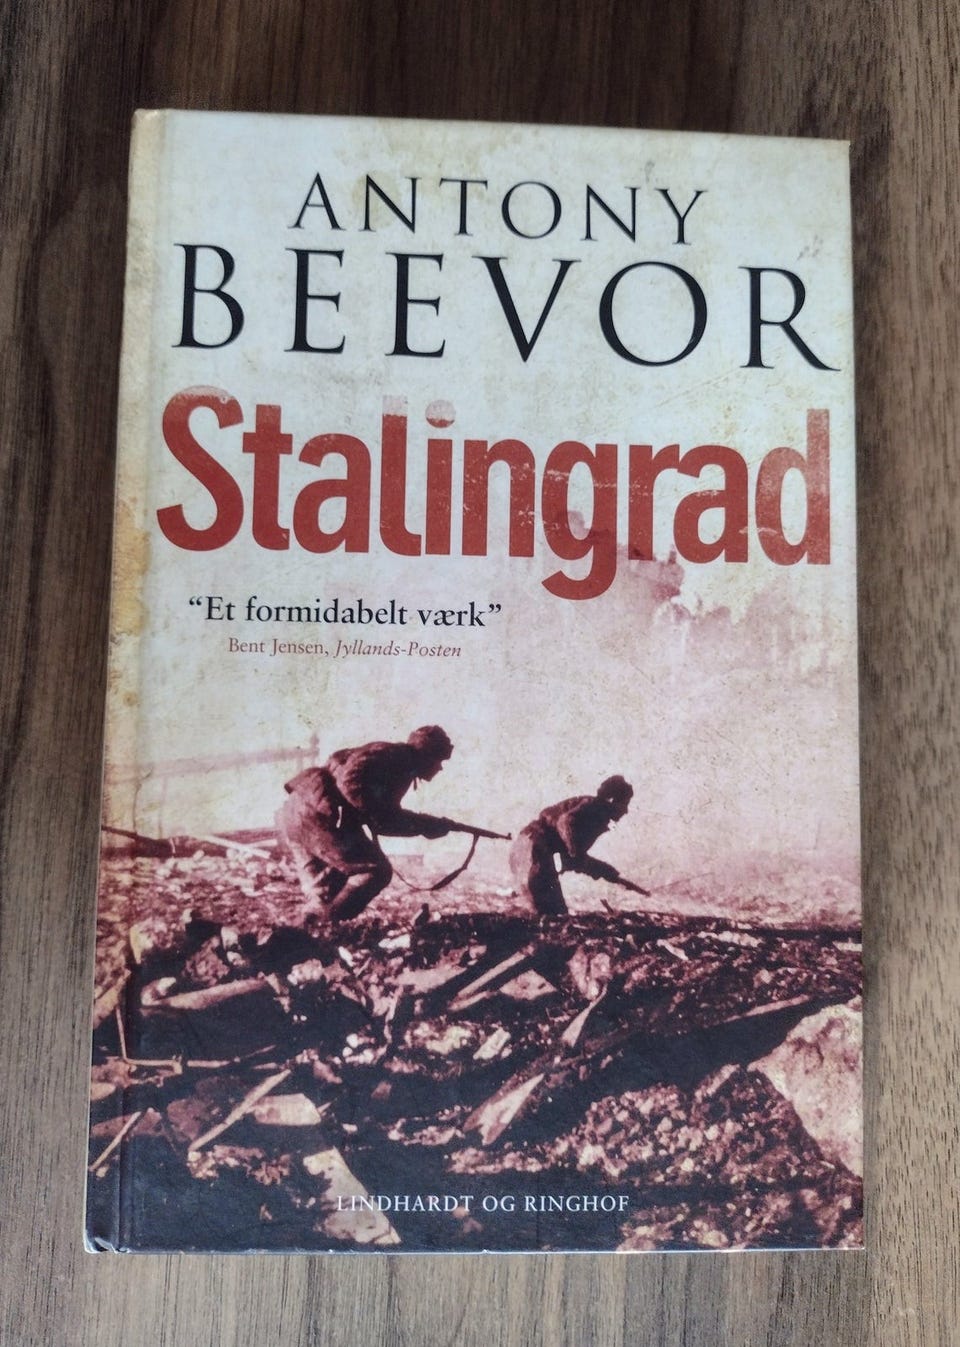 ANTONY
BEEVOR
Stalingrad
“Et formidabelt værk”
Bent Jensen, Jyllands-Posten
LINDHARDT OG RINGHOF